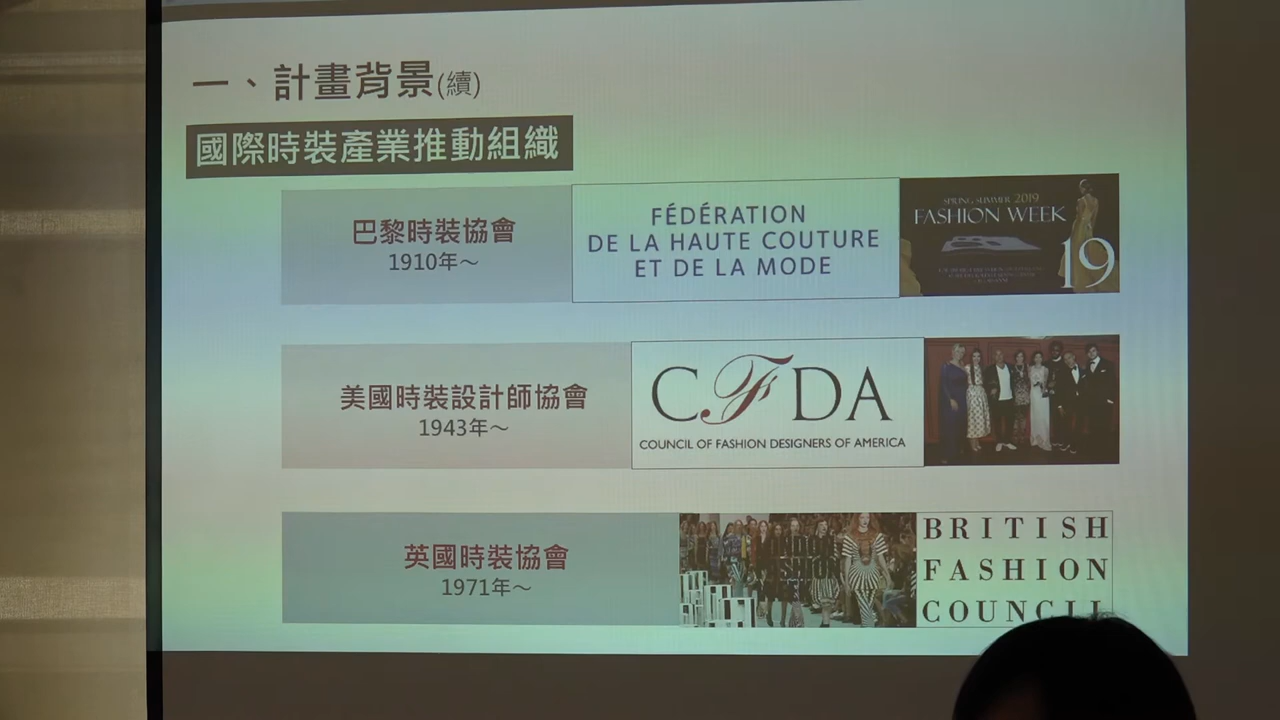 一、計畫背景(續)
國際時裝產業推動組織
巴黎時裝協會
1910年～
FÉDÉRATION
DE LA HAUTE COUTURE
ET DE LA MODE
SPRING SUMMER 2019
FASHION WEEK
19
美國時裝設計師協會
1943年～
CFDA
COUNCIL OF FASHION DESIGNERS OF AMERICA
英國時裝協會
1971年～
BRITISH
FASHION
COUNCIL